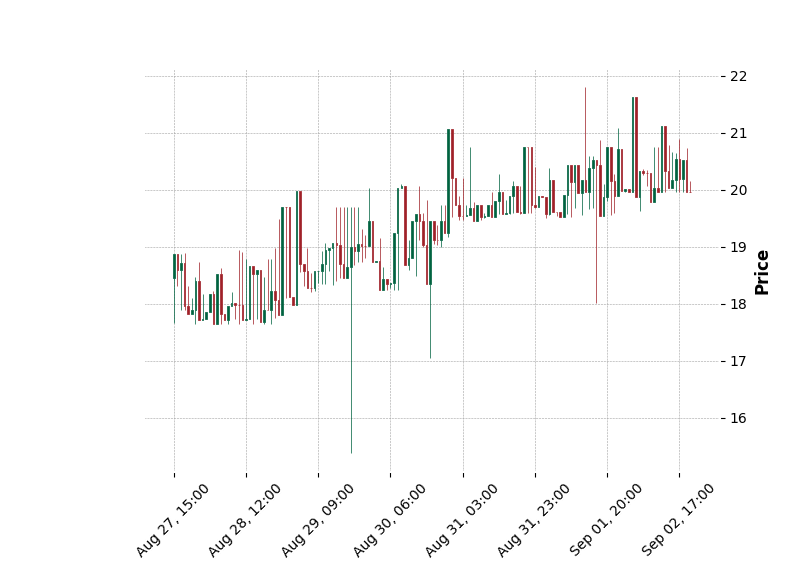 22
21
20
19
18
17
16
Price
Aug 27, 15:00
Aug 28, 12:00
Aug 29, 09:00
Aug 30, 06:00
Aug 31, 03:00
Aug 31, 23:00
Sep 01, 20:00
Sep 02, 17:00